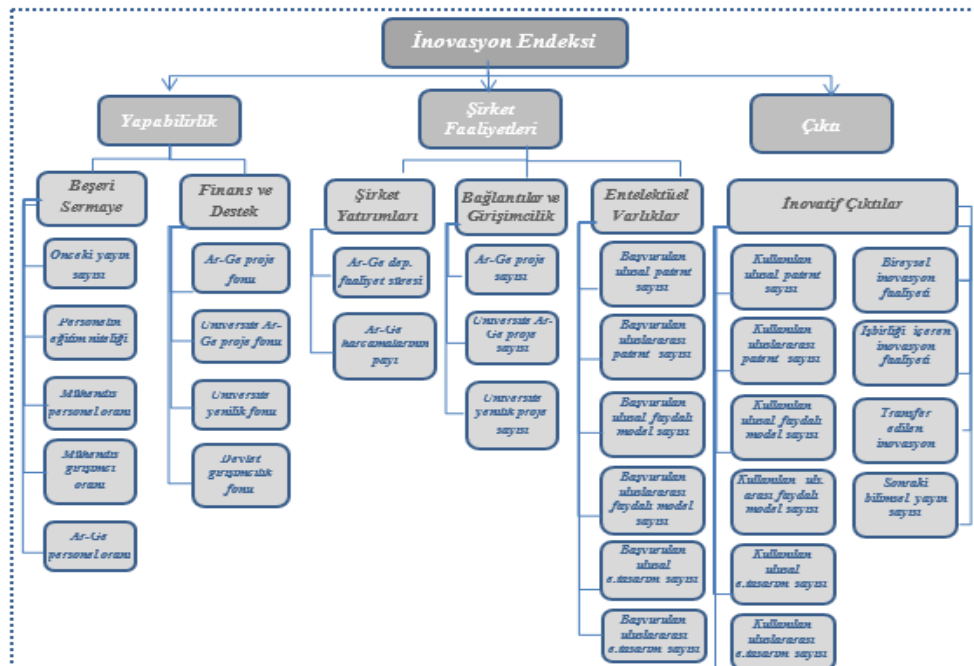 İnovasyon Endeksi
Yapabilirlik
Şirket
Faaliyetleri
Çıktı
Beşeri
Sermaye
Önceki yayın
sayısı
Personelin
eğitim niteliği
Mühendis
personel oranı
Mühendis
girişimci
oranı
Ar-Ge
personel oranı
Finans ve
Destek
Ar-Ge proje
fonu
Üniversite Ar-
Ge proje fonu
Üniversite
yenilik fonu
Devlet
girişimcilik
fonu
Şirket
Yatırımları
Ar-Ge dep.
faaliyet süresi
Ar-Ge
harcamalarının
payı
Bağlantılar ve
Girişimcilik
Ar-Ge proje
sayısı
Üniversite Ar-
Ge proje
sayısı
Üniversite
yenilik proje
sayısı
Entelektüel
Varlıklar
Başvurulan
ulusal patent
sayısı
Başvurulan
uluslararası
patent sayısı
Başvurulan
ulusal faydalı
model sayısı
Başvurulan
uluslararası
faydalı model
sayısı
Başvurulan
ulusal
e.tasarım sayısı
Başvurulan
uluslararası
e.tasarım sayısı
İnovatif Çıktılar
Kullanılan
ulusal patent
sayısı
Kullanılan
uluslararası
patent sayısı
Kullanılan
ulusal faydalı
model sayısı
Kullanılan ulus.
arası faydalı
model sayısı
Kullanılan
ulusal
e.tasarım sayısı
Kullanılan
uluslararası
e.tasarım sayısı
Bireysel
inovasyon
faaliyeti
İşbirliği içeren
inovasyon
faaliyeti
Transfer
edilen
inovasyon
Sonraki
bilimsel yayın
sayısı